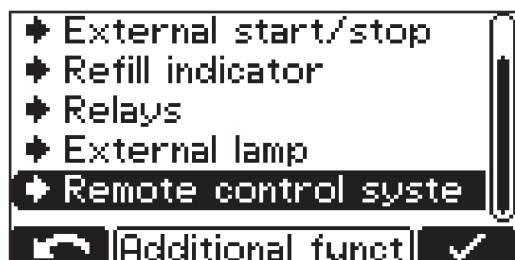 External start/stop
Refill indicator
Relays
External lamp
Remote control syste
Additional funct